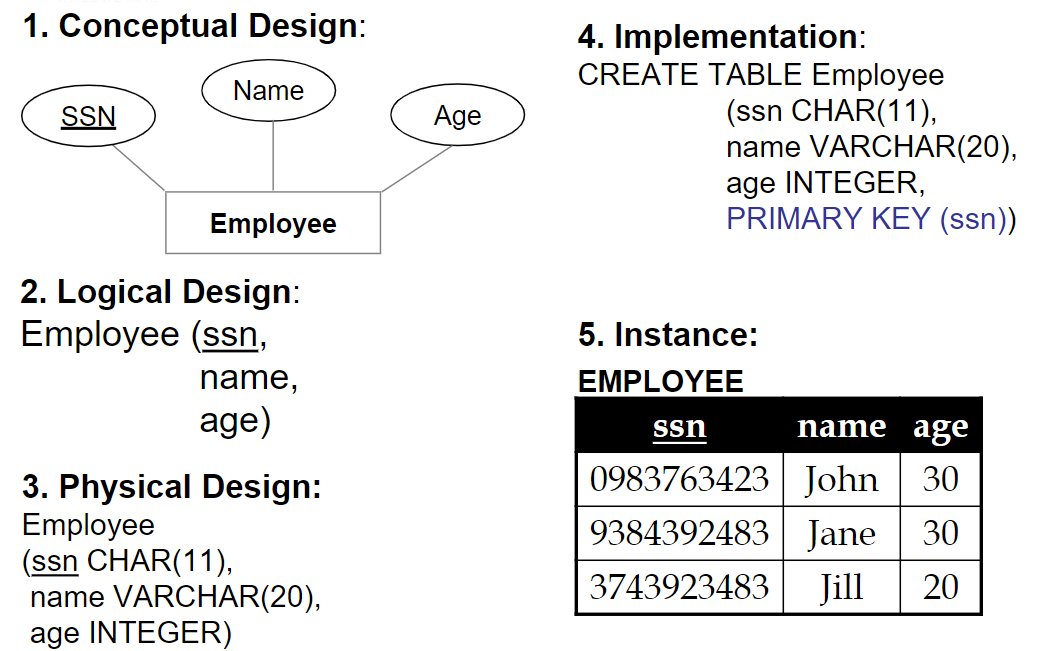 1. Conceptual Design:
SSN
Name
Age
Employee
2. Logical Design:
Employee (ssn,
name,
age)
3. Physical Design:
Employee
(ssn CHAR(11),
name VARCHAR(20),
age INTEGER)
4. Implementation:
CREATE TABLE Employee
(ssn CHAR(11),
name VARCHAR(20),
age INTEGER,
PRIMARY KEY (ssn))
5. Instance:
EMPLOYEE
ssn name age
0983763423 John 30
9384392483 Jane 30
3743923483 Jill 20